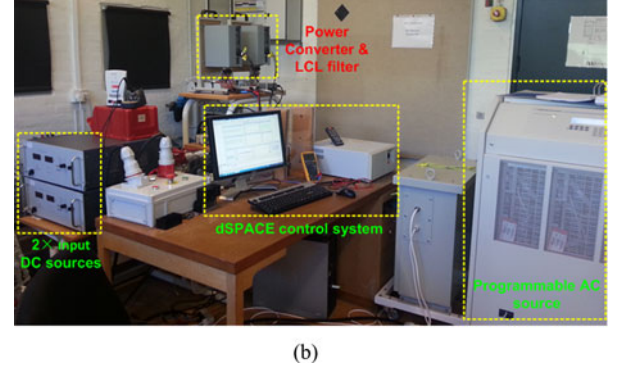 Power
Converter &
LCL filter
dSPACE control system
2× input
DC sources
Programmable AC
source
(b)